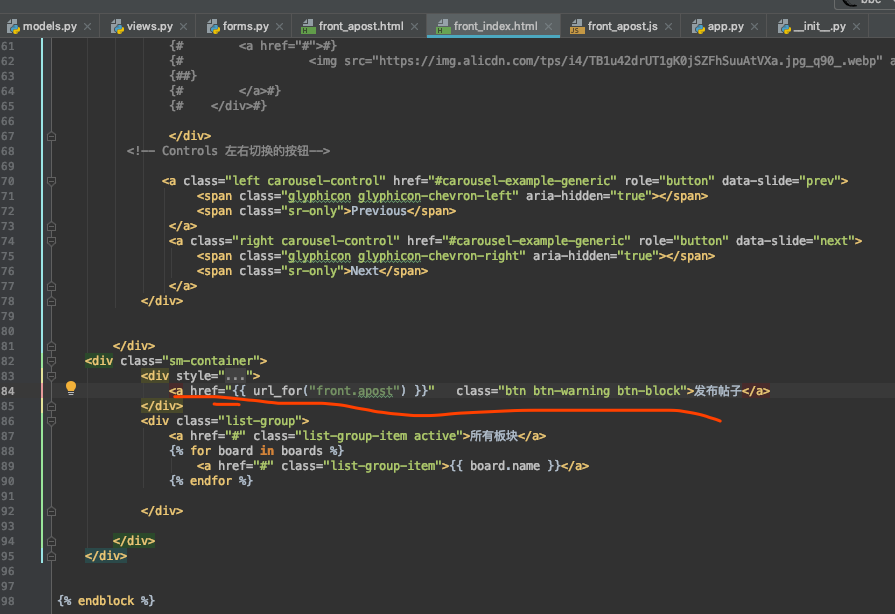 models.py views.py forms.py front_apost.html front_index.html front_apost.js app.py __init__.py
61 {# <a href="#">#}
62 {# <img src="https://img.alicdn.com/tps/i4/TB1u42drUT1gK0jSZFhSuuAtVXa.jpg_q90_.webp" a
63 {##}
64 {# </a>#}
65 {# </div>#}
66
67 </div>
68 <!-- Controls 左右切换的按钮-->
69
70 <a class="left carousel-control" href="#carousel-example-generic" role="button" data-slide="prev">
71 <span class="glyphicon glyphicon-chevron-left" aria-hidden="true"></span>
72 <span class="sr-only">Previous</span>
73 </a>
74 <a class="right carousel-control" href="#carousel-example-generic" role="button" data-slide="next">
75 <span class="glyphicon glyphicon-chevron-right" aria-hidden="true"></span>
76 <span class="sr-only">Next</span>
77 </a>
78 </div>
79
80
81 </div>
82 <div class="sm-container">
83 <div style="...">
84 <a href="{{ url_for("front.apost") }}" class="btn btn-warning btn-block">发布帖子</a>
85 </div>
86 <div class="list-group">
87 <a href="#" class="list-group-item active">所有板块</a>
88 {% for board in boards %}
89 <a href="#" class="list-group-item">{{ board.name }}</a>
90 {% endfor %}
91
92 </div>
93
94 </div>
95 </div>
96
97
98 {% endblock %}